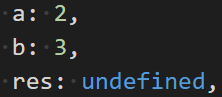 a: 2,
b: 3,
res: undefined,